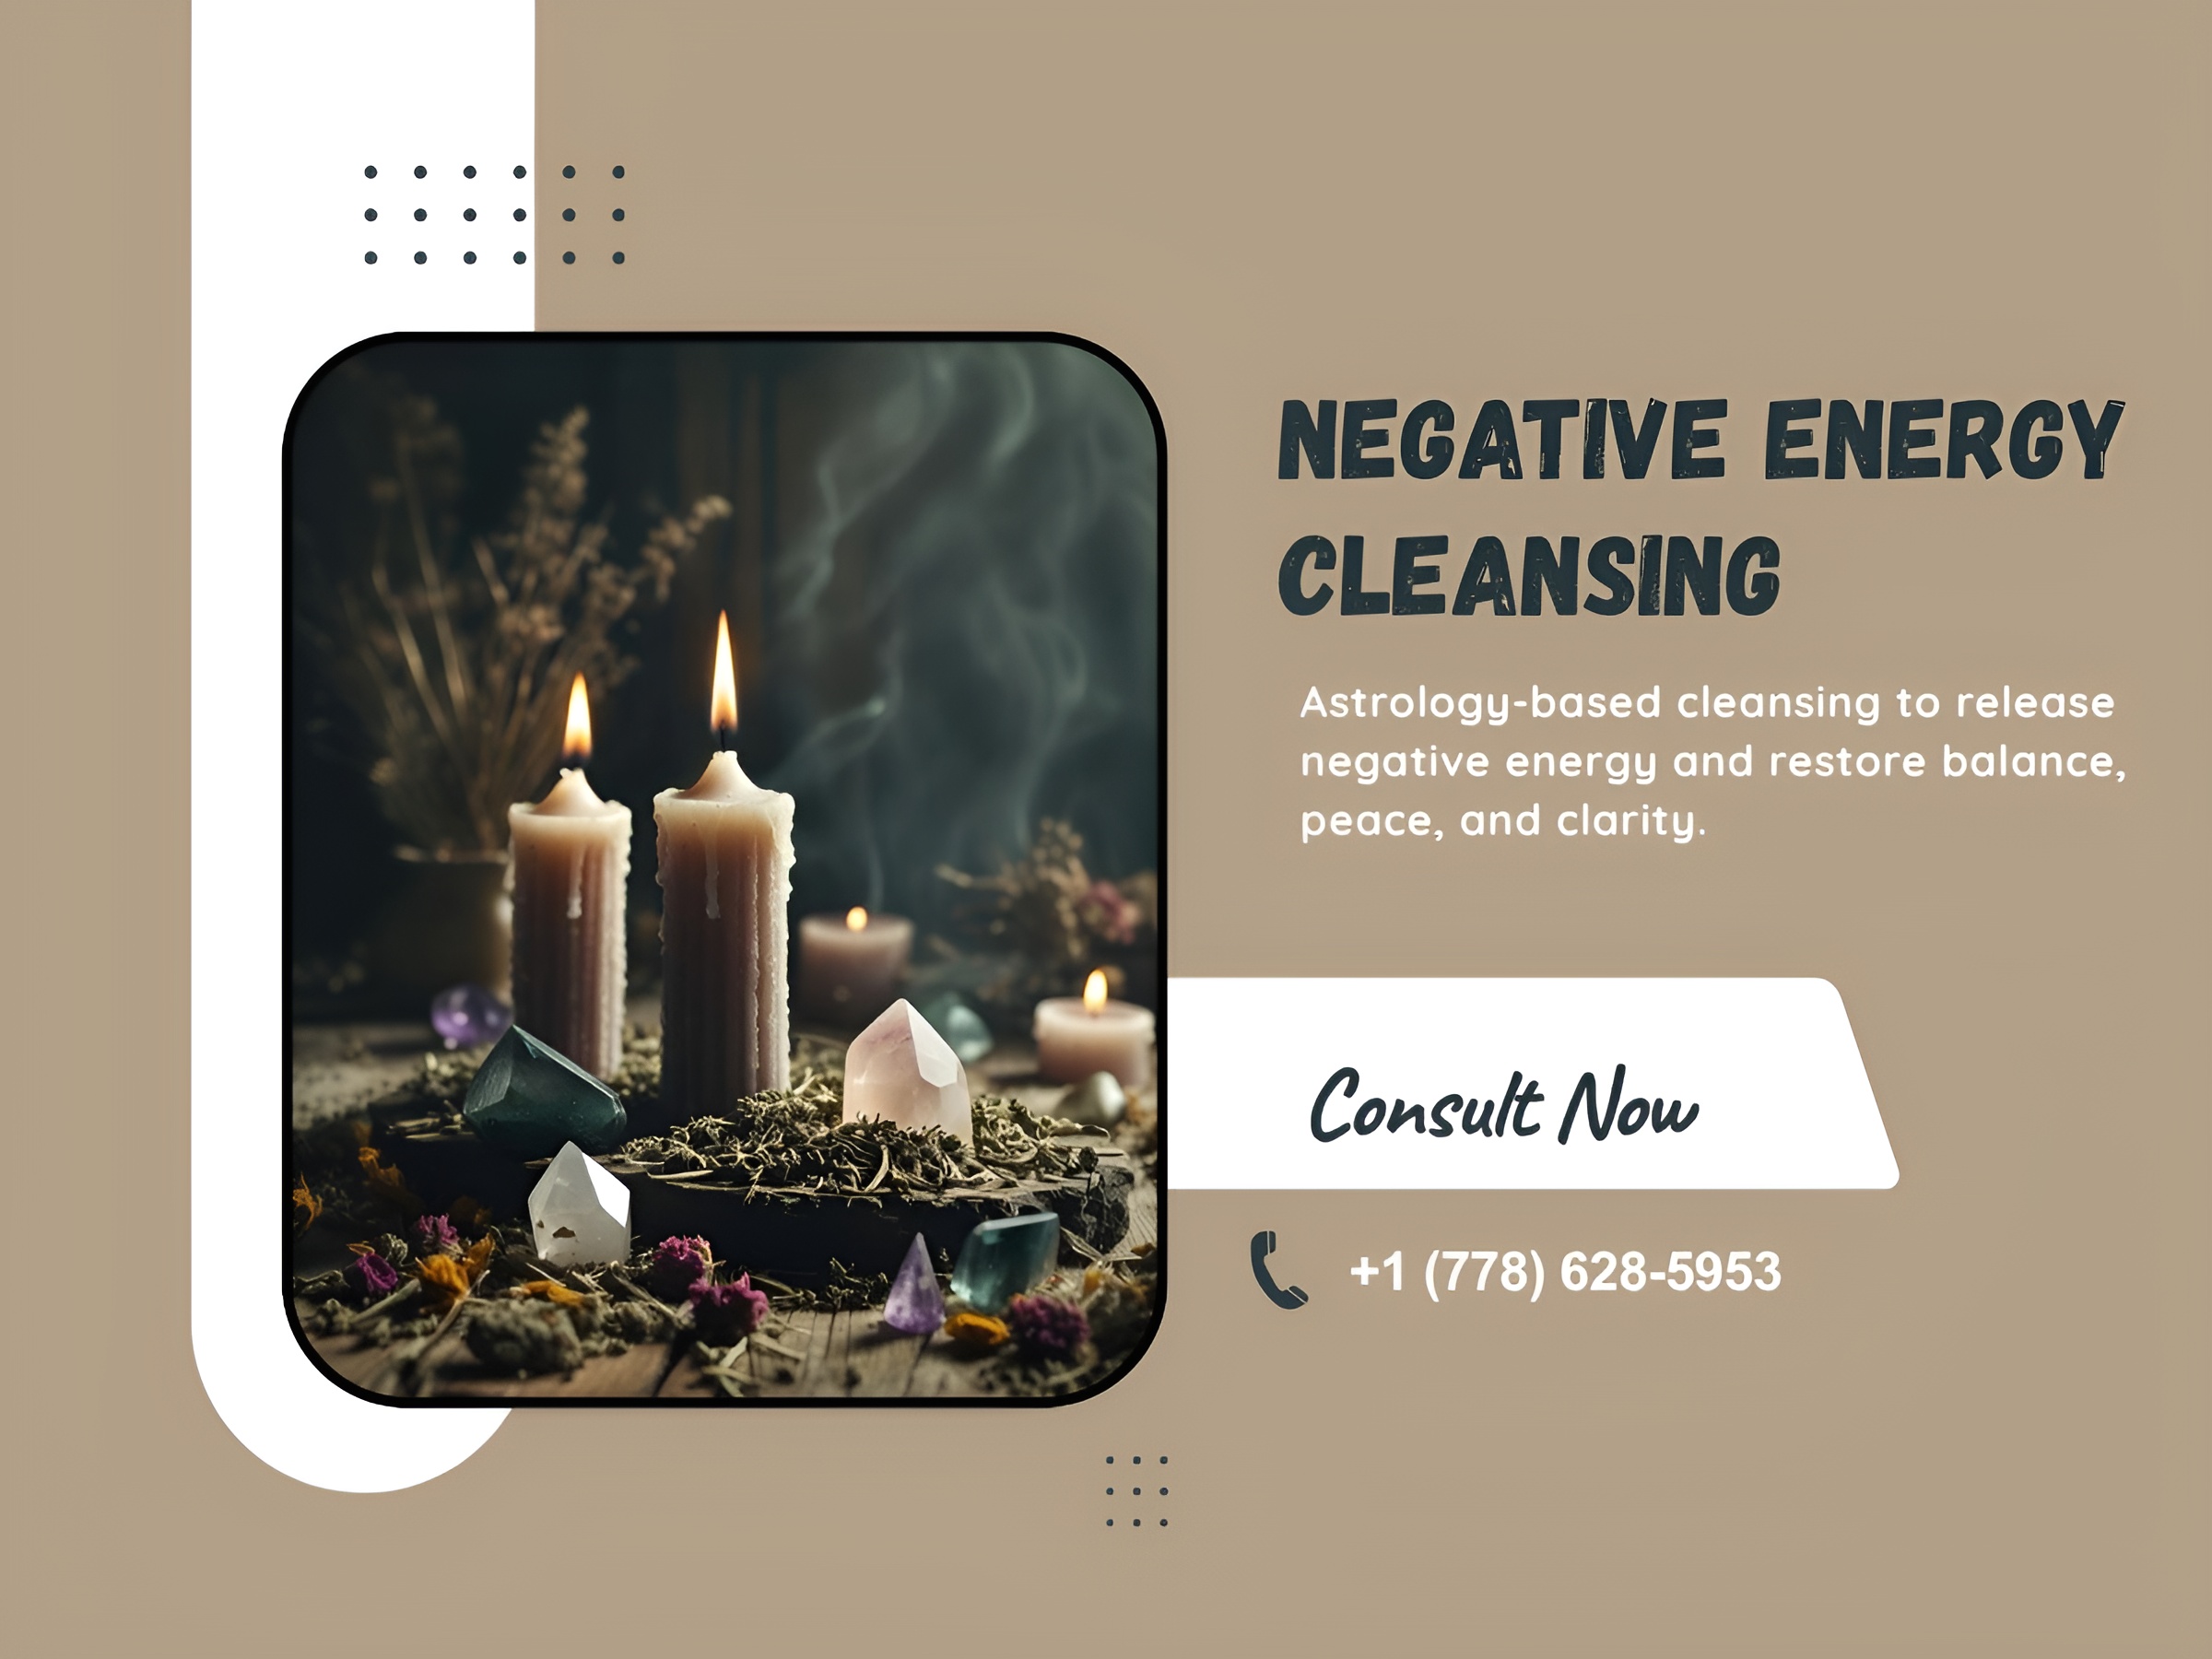 NEGATIVE ENERGY
CLEANSING
Astrology-based cleansing to release
negative energy and restore balance,
peace, and clarity.
Consult Now
+1 (778) 628-5953